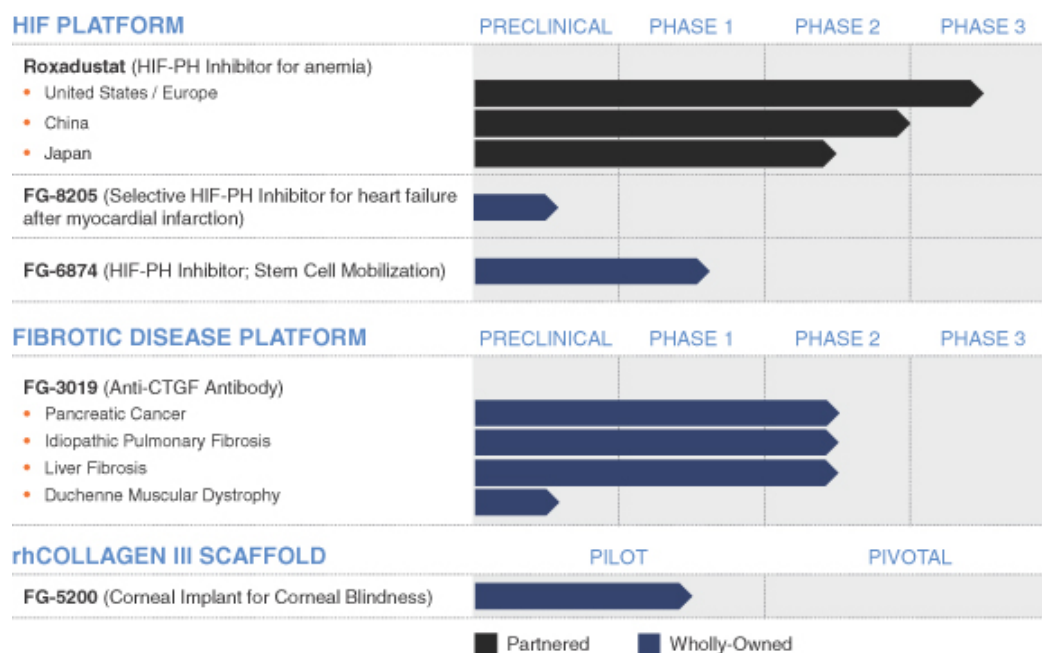 HIF PLATFORM PRECLINICAL PHASE 1 PHASE 2 PHASE 3
Roxadustat (HIF-PH Inhibitor for anemia)
• United States / Europe
• China
• Japan
FG-8205 (Selective HIF-PH Inhibitor for heart failure
after myocardial infarction)
FG-6874 (HIF-PH Inhibitor; Stem Cell Mobilization)
FIBROTIC DISEASE PLATFORM PRECLINICAL PHASE 1 PHASE 2 PHASE 3
FG-3019 (Anti-CTGF Antibody)
• Pancreatic Cancer
• Idiopathic Pulmonary Fibrosis
• Liver Fibrosis
• Duchenne Muscular Dystrophy
rhCOLLAGEN III SCAFFOLD PILOT PIVOTAL
FG-5200 (Corneal Implant for Corneal Blindness)
Partnered Wholly-Owned